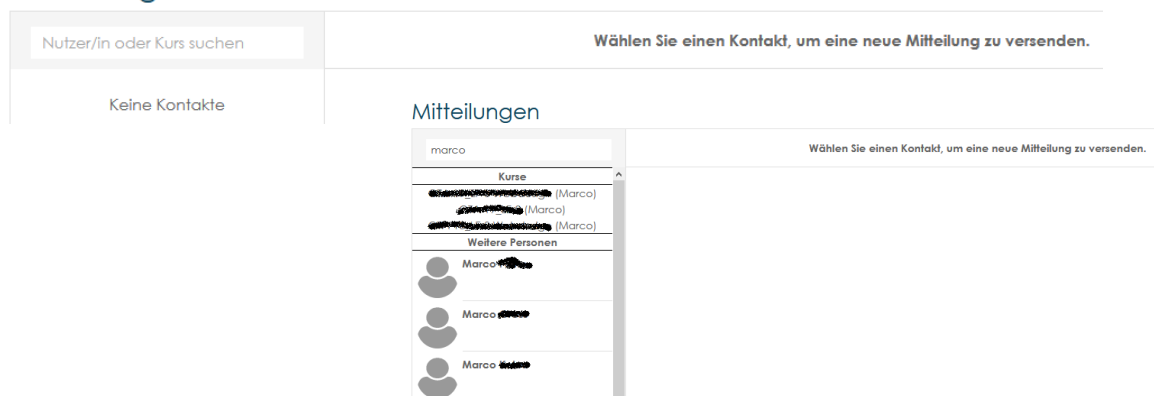 Nutzer/in oder Kurs suchen
Wählen Sie einen Kontakt, um eine neue Mitteilung zu versenden.
Keine Kontakte
Mitteilungen
marco
Wählen Sie einen Kontakt, um eine neue Mitteilung zu versenden.
Kurse
(Marco)
(Marco)
(Marco)
Weitere Personen
Marco
Marco
Marco